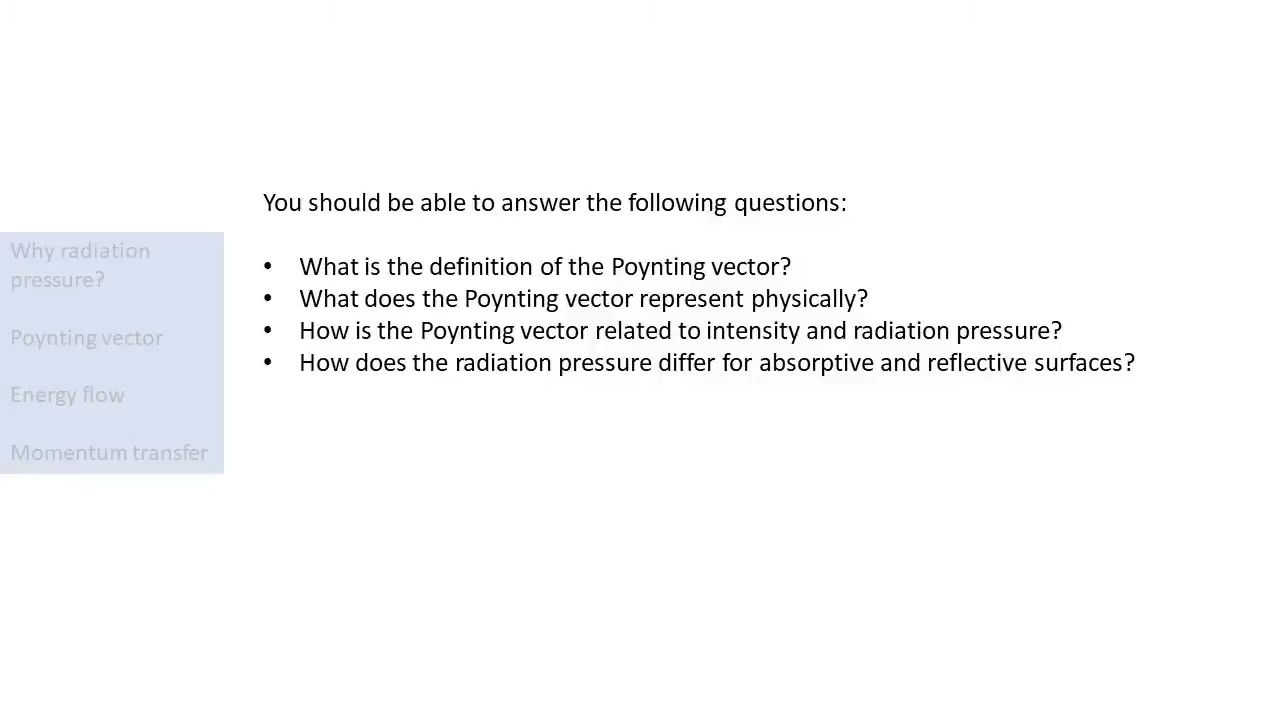 You should be able to answer the following questions:
Why radiation
pressure?
Poynting vector
Energy flow
Momentum transfer
• What is the definition of the Poynting vector?
• What does the Poynting vector represent physically?
• How is the Poynting vector related to intensity and radiation pressure?
• How does the radiation pressure differ for absorptive and reflective surfaces?